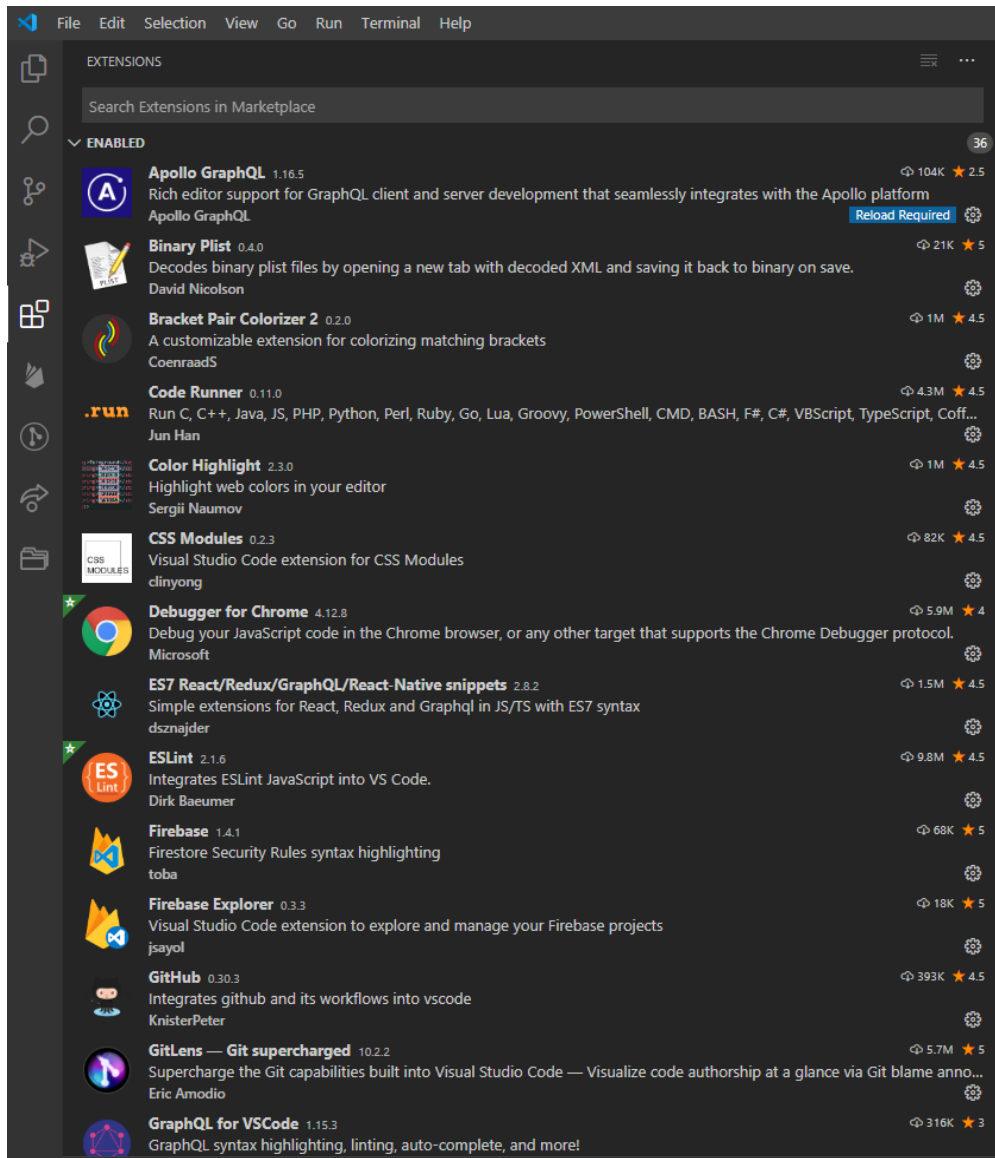 File Edit Selection View Go Run Terminal Help
EXTENSIONS
Search Extensions in Marketplace
ENABLED 36
Apollo GraphQL 1.16.5 104K 2.5
Rich editor support for GraphQL client and server development that seamlessly integrates with the Apollo platform
Apollo GraphQL Reload Required
Binary Plist 0.4.0 21K 5
Decodes binary plist files by opening a new tab with decoded XML and saving it back to binary on save.
PLIST
David Nicolson
Bracket Pair Colorizer 2 0.2.0 1M 4.5
A customizable extension for colorizing matching brackets
CoenraadS
Code Runner 0.11.0 4.3M 4.5
.run Run C, C++, Java, JS, PHP, Python, Perl, Ruby, Go, Lua, Groovy, PowerShell, CMD, BASH, F#, C#, VBScript, TypeScript, Coff...
Jun Han
Color Highlight 2.3.0 1M 4.5
Highlight web colors in your editor
Sergii Naumov
CSS Modules 0.2.3 82K 4.5
CSS Visual Studio Code extension for CSS Modules
MODULES
clinyong
Debugger for Chrome 4.12.8 5.9M 4
Debug your JavaScript code in the Chrome browser, or any other target that supports the Chrome Debugger protocol.
Microsoft
ES7 React/Redux/GraphQL/React-Native snippets 2.8.2 1.5M 4.5
Simple extensions for React, Redux and Graphql in JS/TS with ES7 syntax
dsznajder
ESLint 2.1.6 9.8M 4.5
ES Integrates ESLint JavaScript into VS Code.
Lint
Dirk Baeumer
Firebase 1.4.1 68K 5
Firestore Security Rules syntax highlighting
toba
Firebase Explorer 0.3.3 18K 5
Visual Studio Code extension to explore and manage your Firebase projects
jsayol
GitHub 0.30.3 393K 4.5
Integrates github and its workflows into vscode
KnisterPeter
GitLens — Git supercharged 10.2.2 5.7M 5
Supercharge the Git capabilities built into Visual Studio Code — Visualize code authorship at a glance via Git blame anno...
Eric Amodio
GraphQL for VSCode 1.15.3 316K 3
GraphQL syntax highlighting, linting, auto-complete, and more!